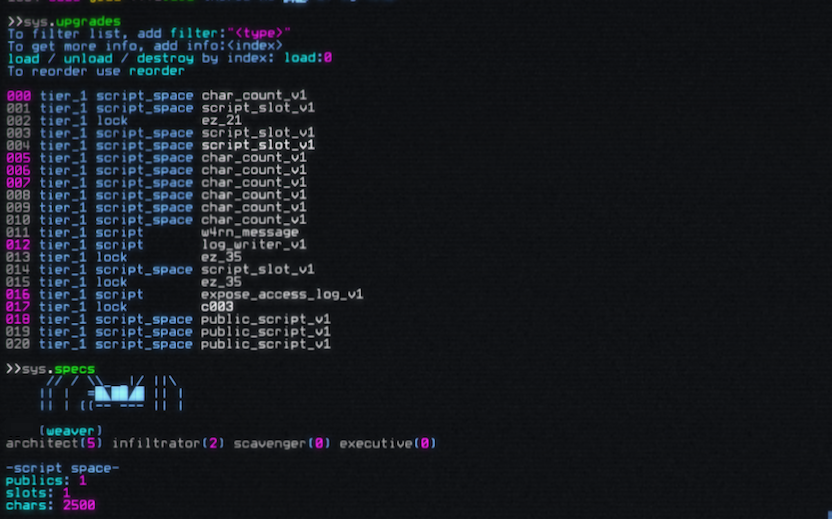 >>sys.upgrades
To filter list, add filter:"<type>"
To get more info, add info:<index>
load / unload / destroy by index: load:0
To reorder use reorder
000 tier_1 script_space char_count_v1
001 tier_1 script_space script_slot_v1
002 tier_1 lock ez_21
003 tier_1 script_space script_slot_v1
004 tier_1 script_space script_slot_v1
005 tier_1 script_space char_count_v1
006 tier_1 script_space char_count_v1
007 tier_1 script_space char_count_v1
008 tier_1 script_space char_count_v1
009 tier_1 script_space char_count_v1
010 tier_1 script_space char_count_v1
011 tier_1 script w4rn_message
012 tier_1 script log_writer_v1
013 tier_1 lock ez_35
014 tier_1 script_space script_slot_v1
015 tier_1 lock ez_35
016 tier_1 script expose_access_log_v1
017 tier_1 lock c003
018 tier_1 script_space public_script_v1
019 tier_1 script_space public_script_v1
020 tier_1 script_space public_script_v1
>>sys.specs
(weaver)
architect(5) infiltrator(2) scavenger(0) executive(0)
-script space-
publics: 1
slots: 1
chars: 2500